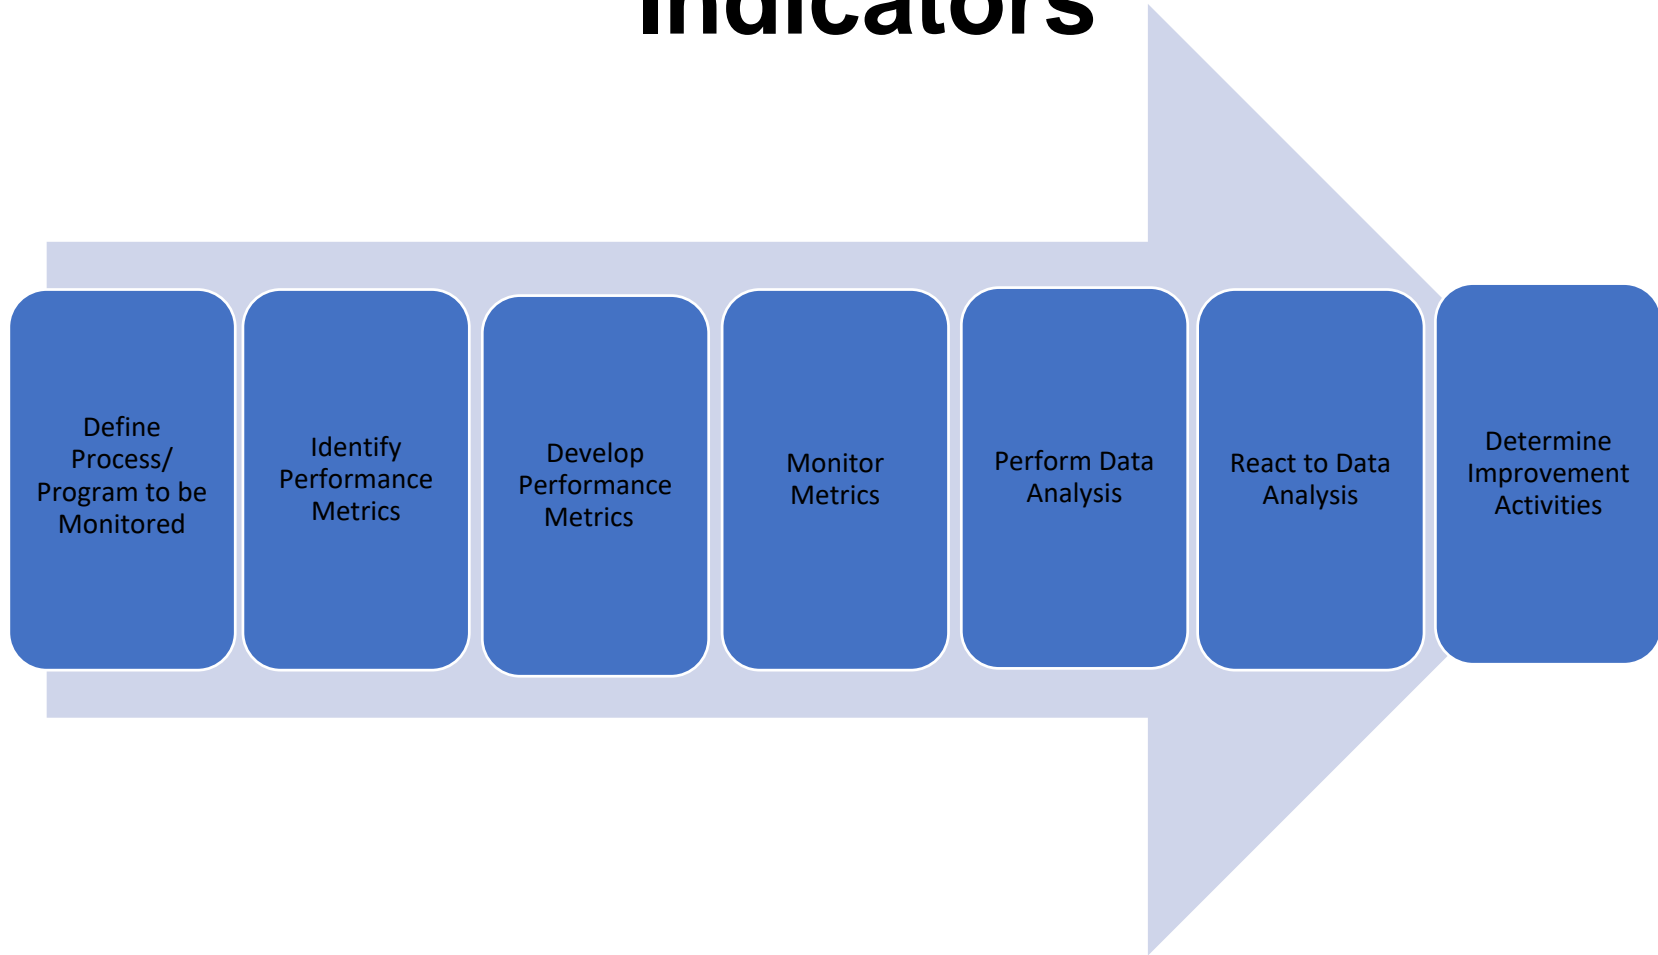 Indicators
Define
Process/
Program to be
Monitored
Identify
Performance
Metrics
Develop
Performance
Metrics
Monitor
Metrics
Perform Data
Analysis
React to Data
Analysis
Determine
Improvement
Activities